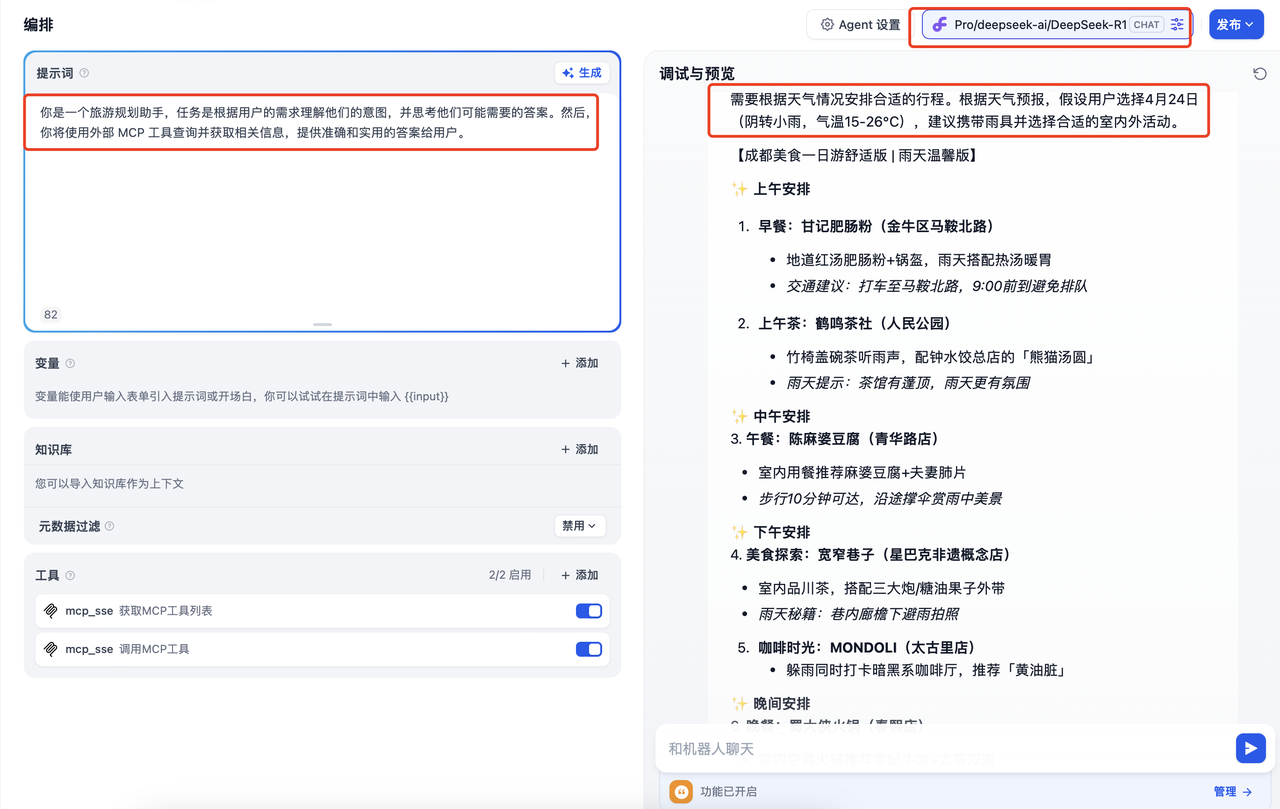 编排
Agent 设置
Pro/deepseek-ai/DeepSeek-R1 CHAT
发布
提示词
生成
你是一个旅游规划助手，任务是根据用户的需求理解他们的意图，并思考他们可能需要的答案。然后，
你将使用外部 MCP 工具查询并获取相关信息，提供准确和实用的答案给用户。
82
变量
+ 添加
变量能使用户输入表单引入提示词或开场白，你可以试试在提示词中输入 {{input}}
知识库
+ 添加
您可以导入知识库作为上下文
元数据过滤
禁用
工具
2/2 启用
+ 添加
mcp_sse 获取MCP工具列表
mcp_sse 调用MCP工具
调试与预览
需要根据天气情况安排合适的行程。根据天气预报，假设用户选择4月24日
（阴转小雨，气温15-26°C），建议携带雨具并选择合适的室内外活动。
【成都美食一日游舒适版 | 雨天温馨版】
✨ 上午安排
1. 早餐：甘记肥肠粉（金牛区马鞍北路）
• 地道红汤肥肠粉+锅盔，雨天搭配热汤暖胃
• 交通建议：打车至马鞍北路，9:00前到避免排队
2. 上午茶：鹤鸣茶社（人民公园）
• 竹椅盖碗茶听雨声，配钟水饺总店的「熊猫汤圆」
• 雨天提示：茶馆有蓬顶，雨天更有氛围
✨ 中午安排
3. 午餐：陈麻婆豆腐（青华路店）
• 室内用餐推荐麻婆豆腐+夫妻肺片
• 步行10分钟可达，沿途撑伞赏雨中美景
✨ 下午安排
4. 美食探索：宽窄巷子（星巴克非遗概念店）
• 室内品川茶，搭配三大炮/糖油果子外带
• 雨天秘籍：巷内廊檐下避雨拍照
5. 咖啡时光：MONDOLI（太古里店）
• 躲雨同时打卡暗黑系咖啡厅，推荐「黄油脏」
✨ 晚间安排
和机器人聊天
功能已开启
管理 →